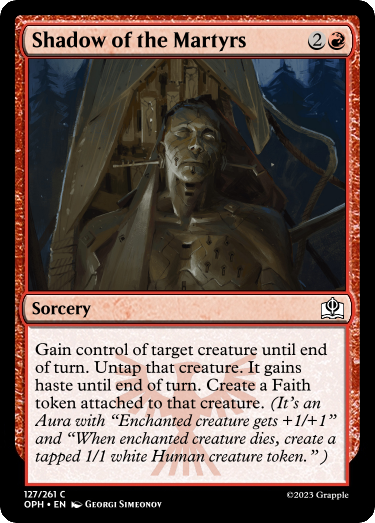 Shadow of the Martyrs 2
Sorcery
Gain control of target creature until end
of turn. Untap that creature. It gains
haste until end of turn. Create a Faith
token attached to that creature. (It’s an
Aura with “Enchanted creature gets +1/+1”
and “When enchanted creature dies, create a
tapped 1/1 white Human creature token.” )
127/261 C
OPH • EN GEORGI SIMEONOV
©2023 Grapple